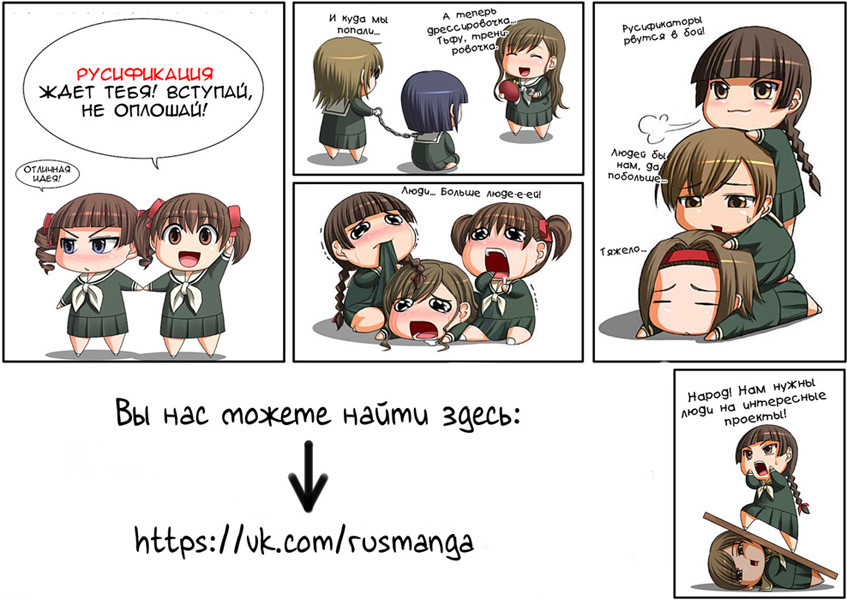 РУСИФИКАЦИЯ
ЖДЕТ ТЕБЯ! ВСТУПАЙ,
НЕ ОПЛОШАЙ!
ОТЛИЧНАЯ
ИДЕЯ!
И куда мы
попали...
А теперь
дрессировочка...
Тьфу, трени-
ровочка.
Люди... Больше люде-е-ей!
Русификаторы
рвутся в бой!
Людей бы
нам, да
побольше...
Тяжело...
Вы нас можете найти здесь:
https://vk.com/rusmanga
Народ! Нам нужны
люди на интересные
проекты!